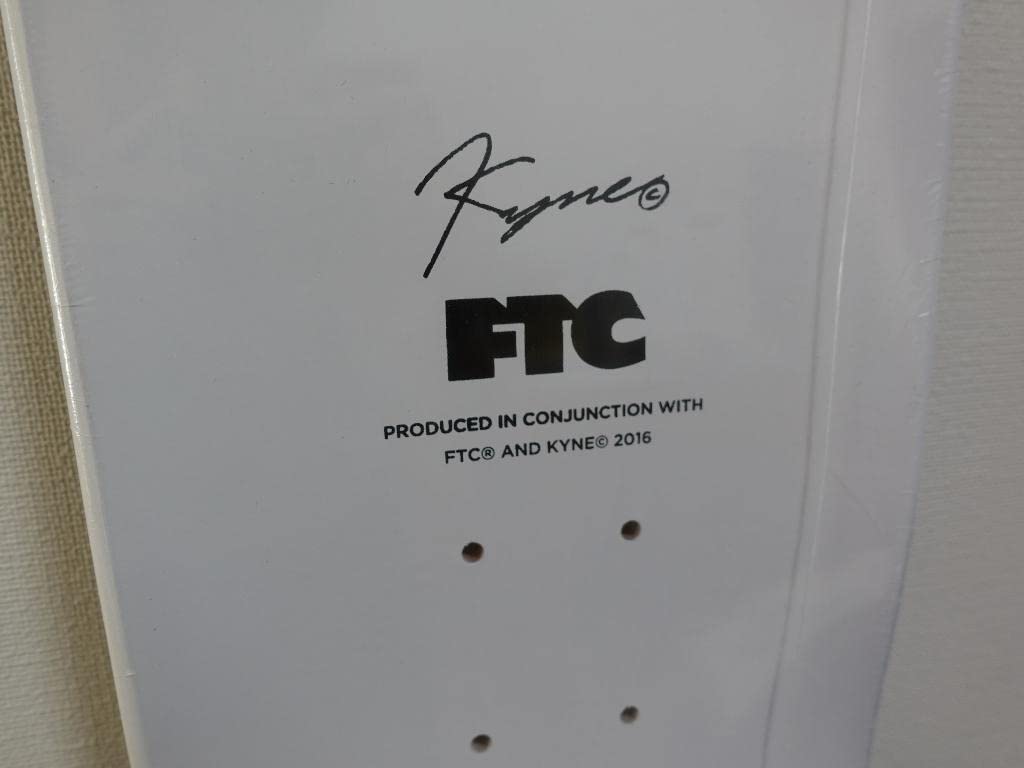 Kyne©
FTC
PRODUCED IN CONJUNCTION WITH
FTC® AND KYNE© 2016